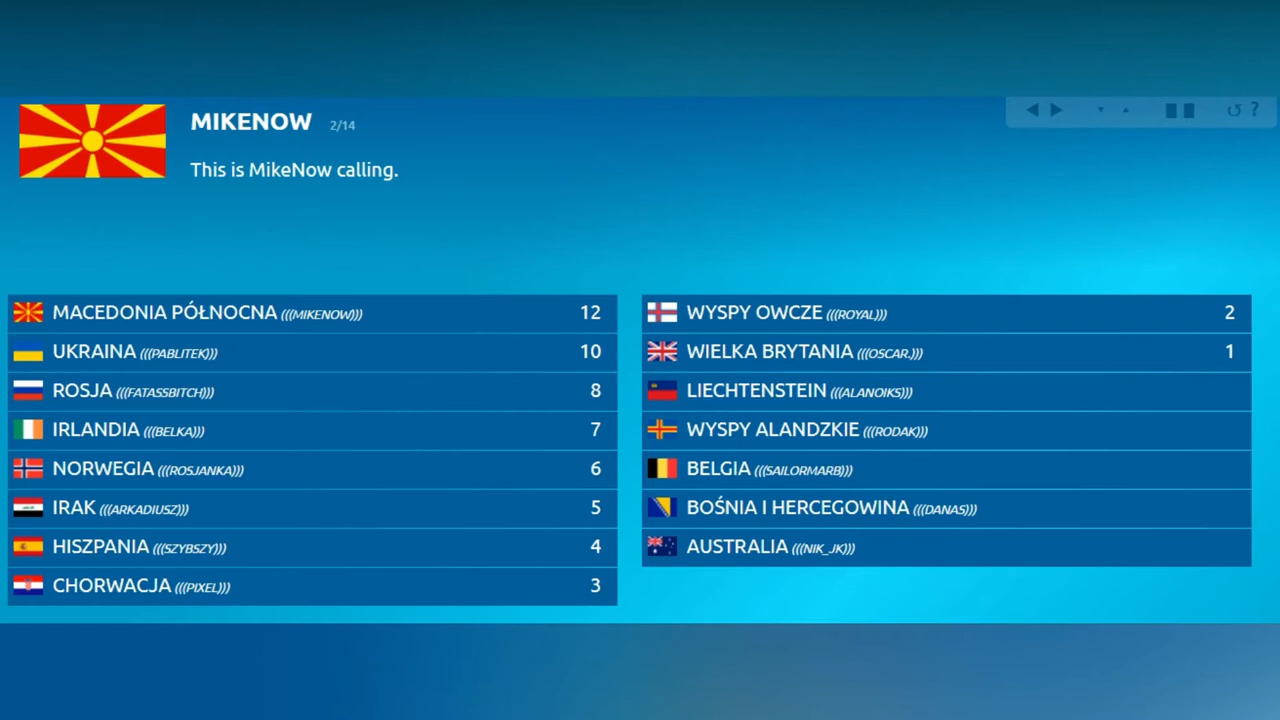 MIKENOW 2/14
This is MikeNow calling.
MACEDONIA PÓŁNOCNA (((MIKENOW))) 12
UKRAINA (((PABLITEK))) 10
ROSJA (((FATASSBITCH))) 8
IRLANDIA (((BELKA))) 7
NORWEGIA (((ROSJANKA))) 6
IRAK (((ARKADIUSZ))) 5
HISZPANIA (((SZYBSZY))) 4
CHORWACJA (((PIXEL))) 3
WYSPY OWCZE (((ROYAL))) 2
WIELKA BRYTANIA (((OSCAR.))) 1
LIECHTENSTEIN (((ALANOIKS)))
WYSPY ALANDZKIE (((RODAK)))
BELGIA (((SAILORMARB)))
BOŚNIA I HERCEGOWINA (((DANAS)))
AUSTRALIA (((NIK_JK)))